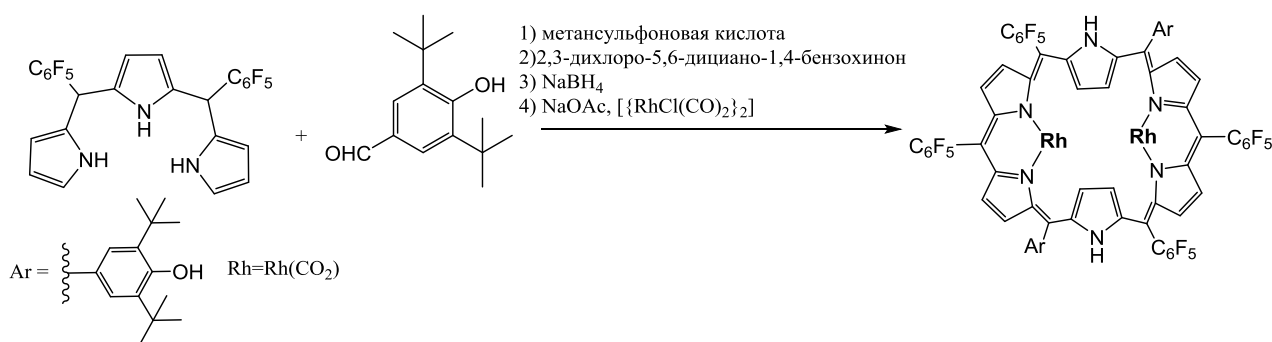 1) метансульфоновая кислота
2)2,3-дихлоро-5,6-дициано-1,4-бензохинон
3) NaBH4
4) NaOAc, [{RhCl(CO)2}2]
C6F5
C6F5
N
H
NH
HN
+
OHC
OH
C6F5
H
N
Ar
N
N
Rh
Rh
C6F5
C6F5
N
N
Ar
N
H
C6F5
Ar =
OH
Rh=Rh(CO2)